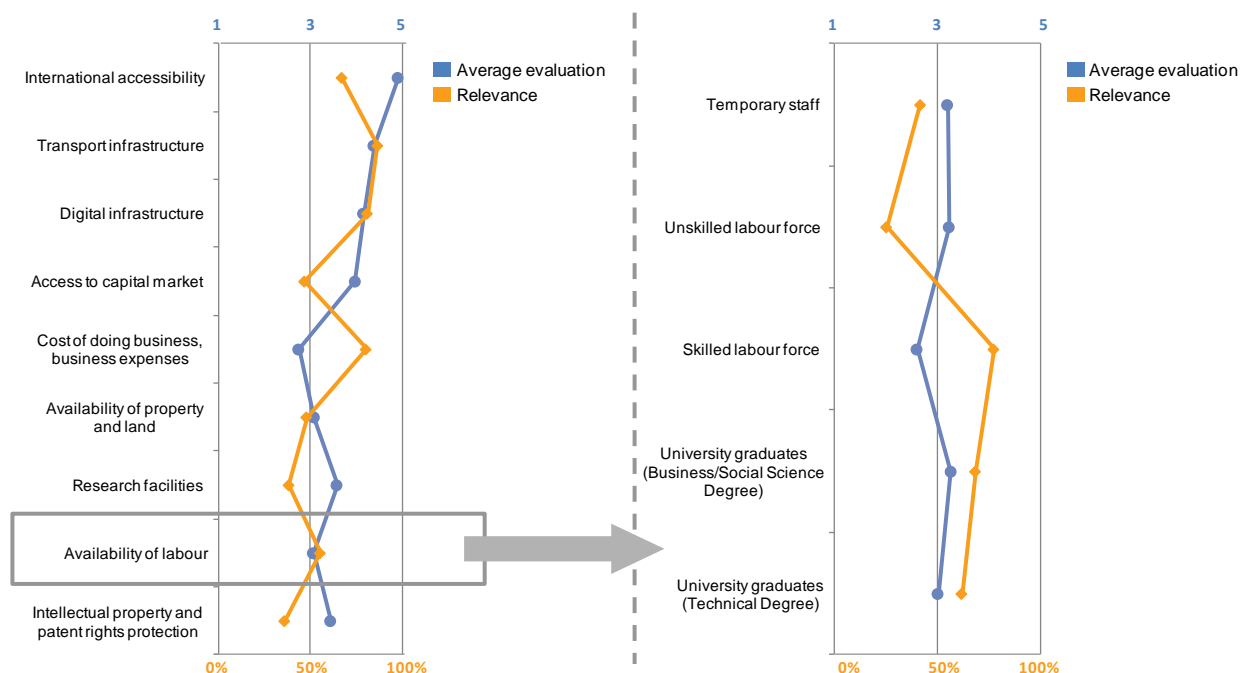 1 3 5
International accessibility
Transport infrastructure
Digital infrastructure
Access to capital market
Cost of doing business,
business expenses
Availability of property
and land
Research facilities
Availability of labour
Intellectual property and
patent rights protection
0% 50% 100%
Average evaluation
Relevance
1 3 5
Temporary staff
Unskilled labour force
Skilled labour force
University graduates
(Business/Social Science
Degree)
University graduates
(Technical Degree)
0% 50% 100%
Average evaluation
Relevance